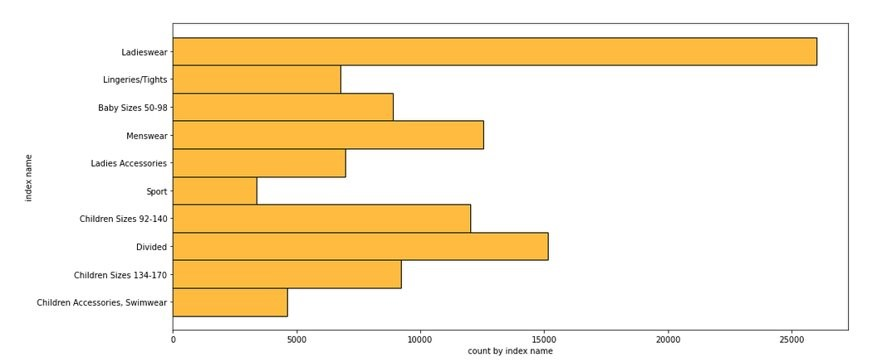 Ladieswear
Lingeries/Tights
Baby Sizes 50-98
Menswear
Ladies Accessories
Sport
Children Sizes 92-140
Divided
Children Sizes 134-170
Children Accessories, Swimwear
index name
0 5000 10000 15000 20000 25000
count by index name